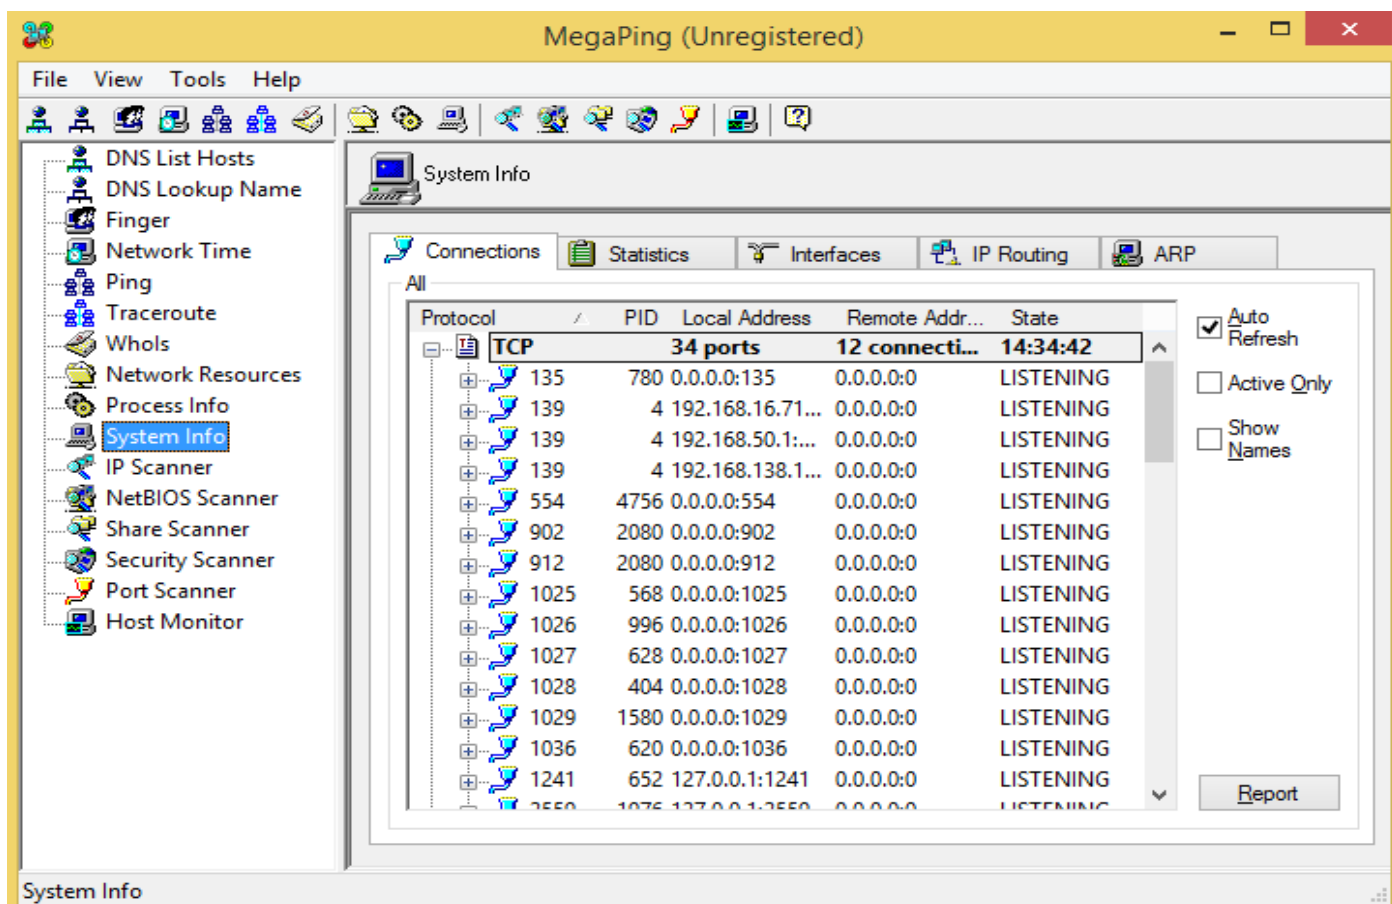 MegaPing (Unregistered)
File View Tools Help
DNS List Hosts
DNS Lookup Name
Finger
Network Time
Ping
Traceroute
WhoIs
Network Resources
Process Info
System Info
IP Scanner
NetBIOS Scanner
Share Scanner
Security Scanner
Port Scanner
Host Monitor
System Info
Connections Statistics Interfaces IP Routing ARP
All
Protocol PID Local Address Remote Addr... State
TCP 34 ports 12 connecti... 14:34:42
135 780 0.0.0.0:135 0.0.0.0:0 LISTENING
139 4 192.168.16.71... 0.0.0.0:0 LISTENING
139 4 192.168.50.1:... 0.0.0.0:0 LISTENING
139 4 192.168.138.1... 0.0.0.0:0 LISTENING
554 4756 0.0.0.0:554 0.0.0.0:0 LISTENING
902 2080 0.0.0.0:902 0.0.0.0:0 LISTENING
912 2080 0.0.0.0:912 0.0.0.0:0 LISTENING
1025 568 0.0.0.0:1025 0.0.0.0:0 LISTENING
1026 996 0.0.0.0:1026 0.0.0.0:0 LISTENING
1027 628 0.0.0.0:1027 0.0.0.0:0 LISTENING
1028 404 0.0.0.0:1028 0.0.0.0:0 LISTENING
1029 1580 0.0.0.0:1029 0.0.0.0:0 LISTENING
1036 620 0.0.0.0:1036 0.0.0.0:0 LISTENING
1241 652 127.0.0.1:1241 0.0.0.0:0 LISTENING
0.0.0.0:0 LISTENING
Auto
Refresh
Active Only
Show
Names
Report
System Info